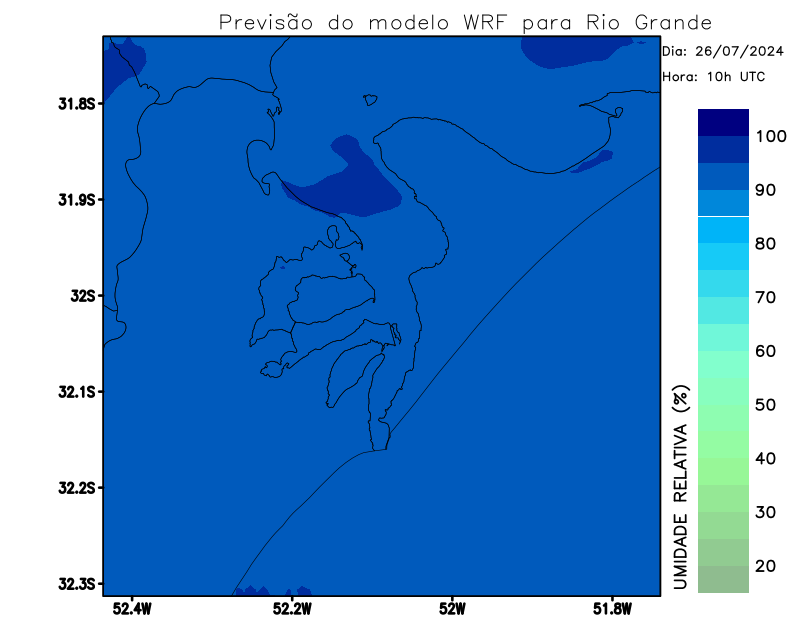 Previsão do modelo WRF para Rio Grande
Dia: 26/07/2024
Hora: 10h UTC
31.8S
31.9S
32S
32.1S
32.2S
32.3S
52.4W 52.2W 52W 51.8W
UMIDADE RELATIVA (%)
100
90
80
70
60
50
40
30
20